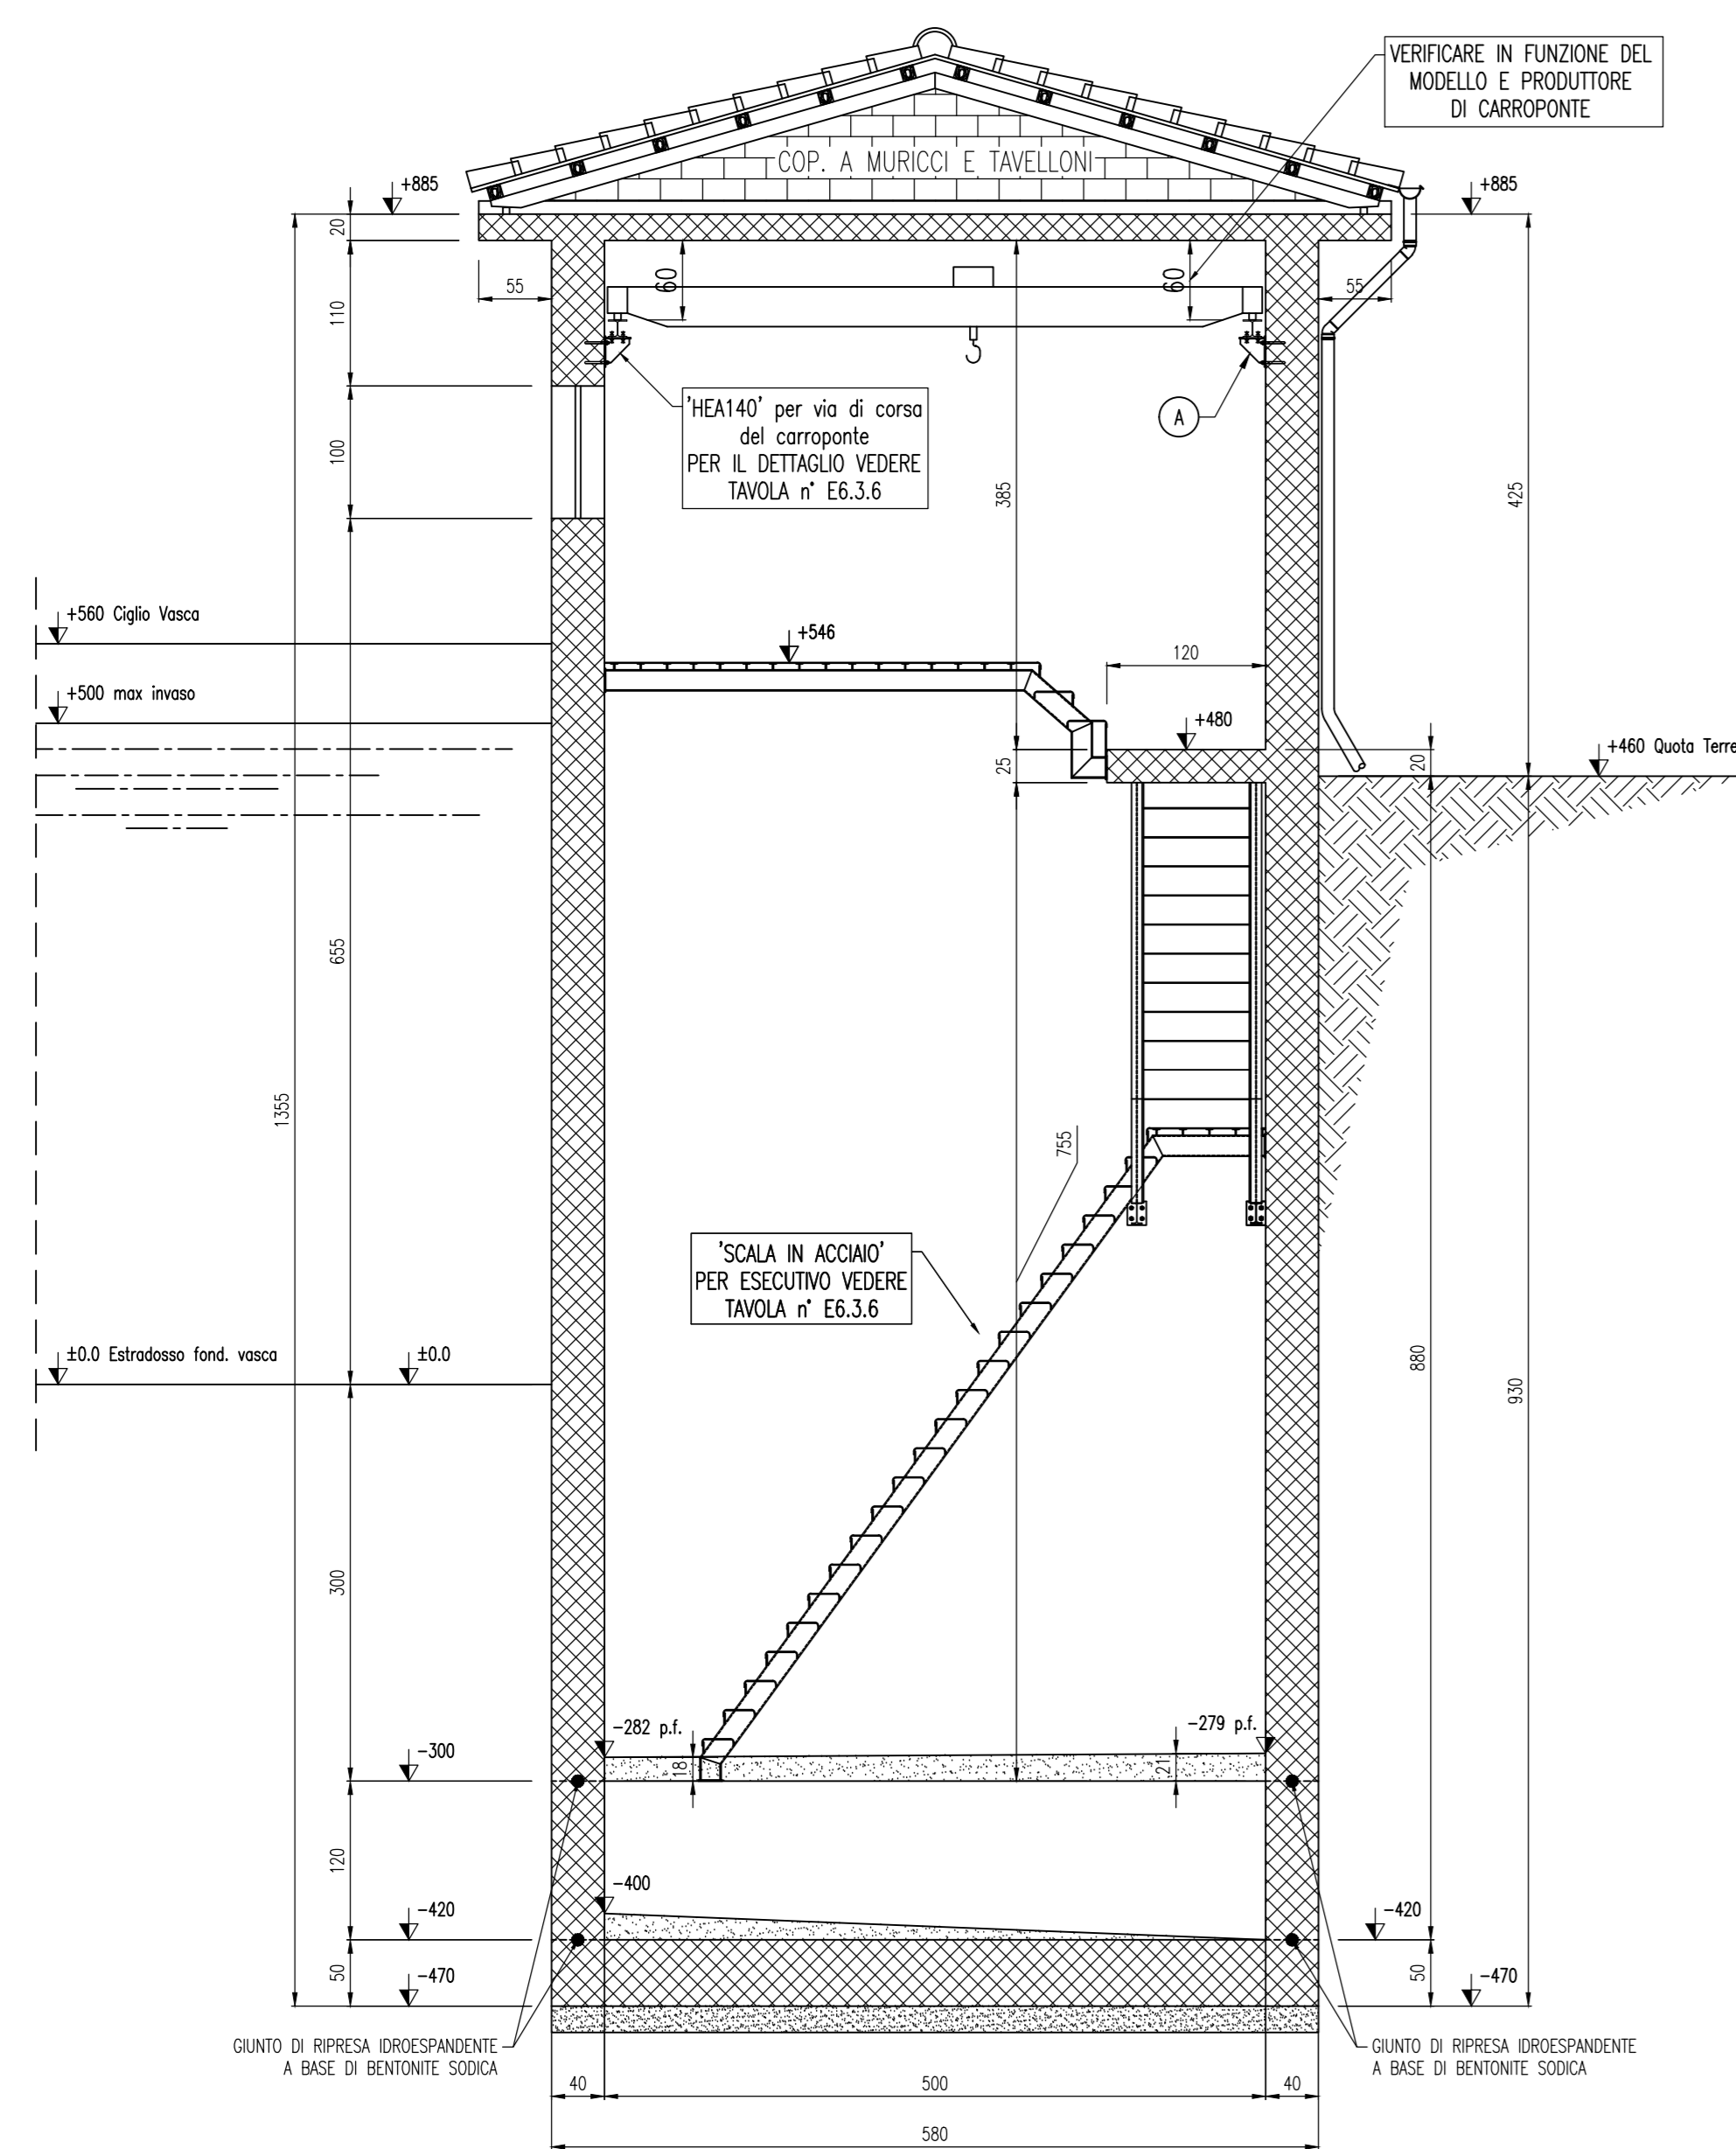 VERIFICARE IN FUNZIONE DEL
MODELLO E PRODUTTORE
DI CARROPONTE
COP. A MURICCI E TAVELLONI
+885
+885
20
110
100
655
300
120
50
1355
55
55
60
60
'HEA140' per via di corsa
del carroponte
PER IL DETTAGLIO VEDERE
TAVOLA n° E6.3.6
A
385
425
+560 Ciglio Vasca
+546
120
+500 max invaso
+480
25
20
+460 Quota Terre
755
'SCALA IN ACCIAIO'
PER ESECUTIVO VEDERE
TAVOLA n° E6.3.6
880
930
±0.0 Estradosso fond. vasca
±0.0
-282 p.f.
-279 p.f.
18
21
-300
-400
-420
-420
50
-470
-470
GIUNTO DI RIPRESA IDROESPANDENTE
A BASE DI BENTONITE SODICA
GIUNTO DI RIPRESA IDROESPANDENTE
A BASE DI BENTONITE SODICA
40
500
40
580